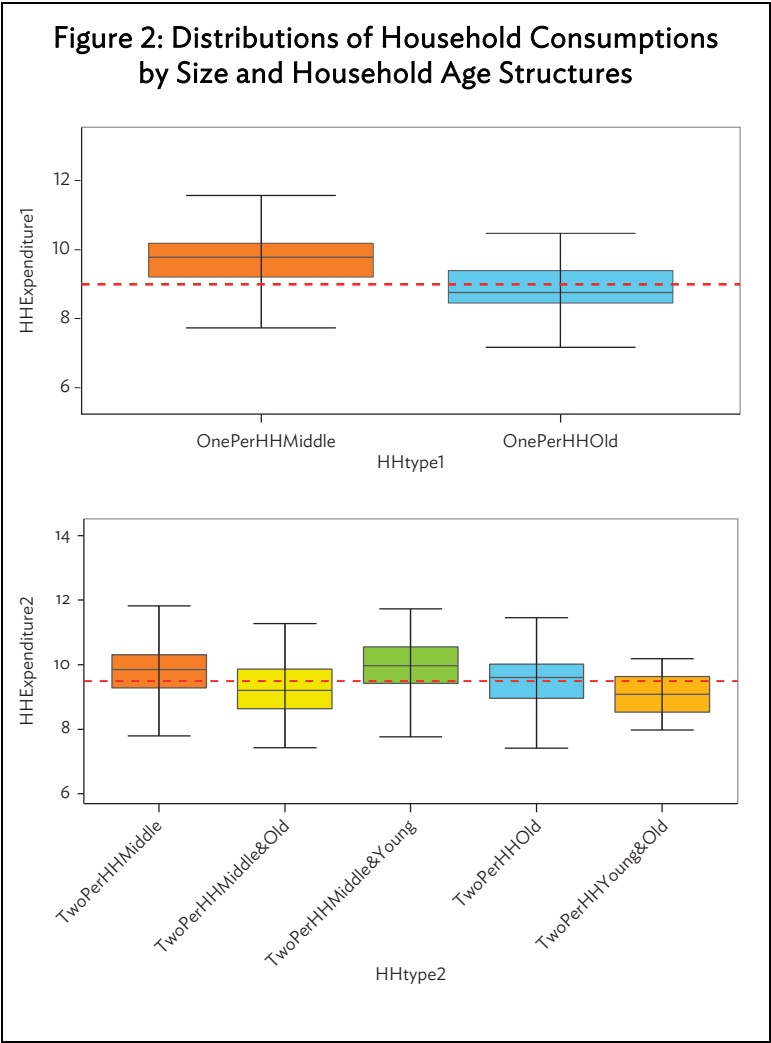 Figure 2: Distributions of Household Consumptions
by Size and Household Age Structures
HHExpenditure1
12
10
8
6
OnePerHHMiddle
OnePerHHOld
HHtype1
HHExpenditure2
14
12
10
8
6
TwoPerHHMiddle
TwoPerHHMiddle&Old
TwoPerHHMiddle&Young
TwoPerHHOld
TwoPerHHYoung&Old
HHtype2